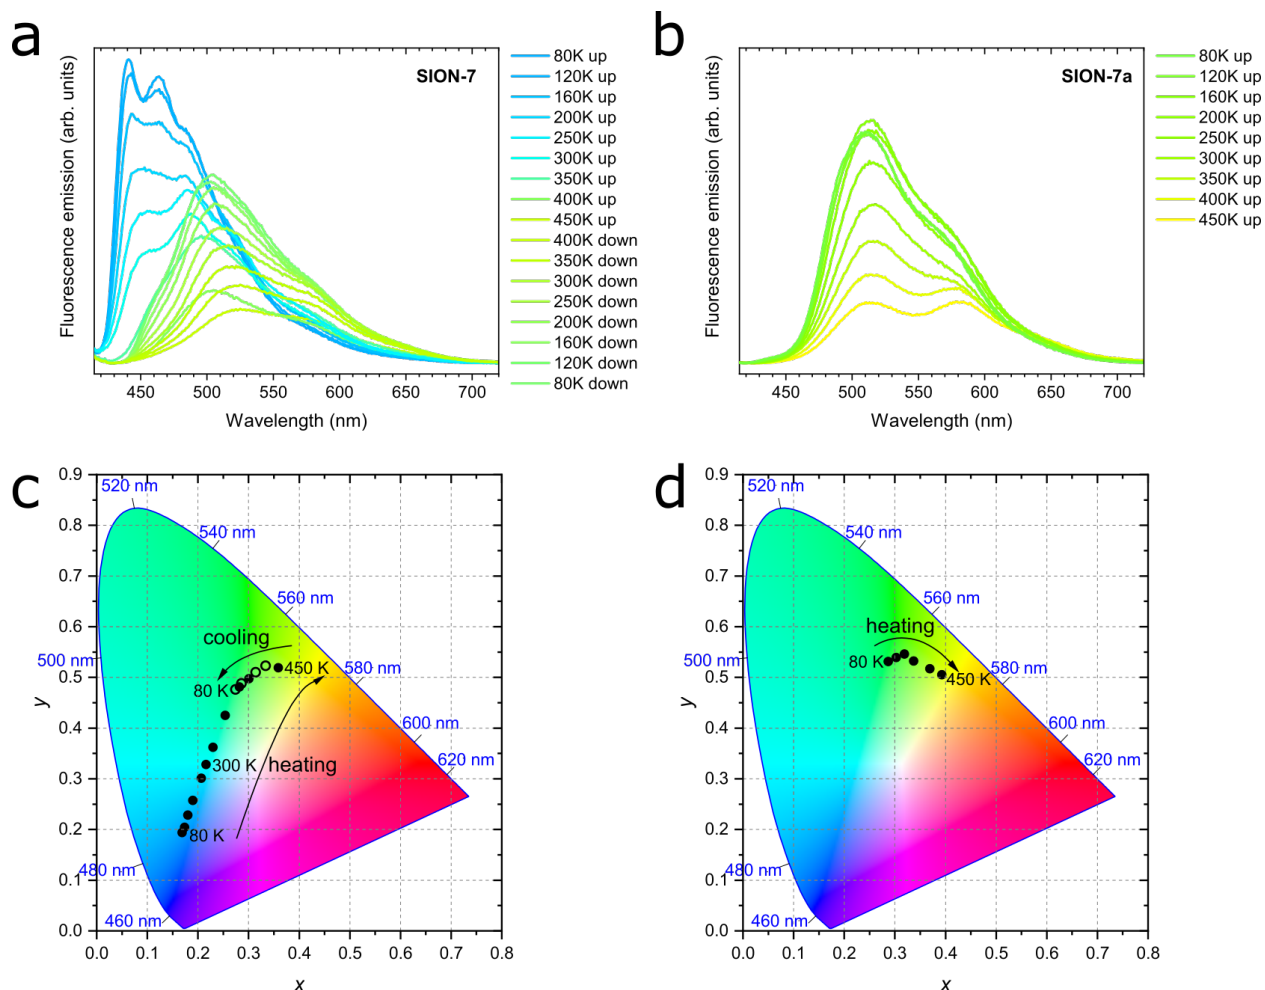 a
Fluorescence emission (arb. units)
SION-7
80K up
120K up
160K up
200K up
250K up
300K up
350K up
400K up
450K up
400K down
350K down
300K down
250K down
200K down
160K down
120K down
80K down
450 500 550 600 650 700
Wavelength (nm)
b
Fluorescence emission (arb. units)
SION-7a
80K up
120K up
160K up
200K up
250K up
300K up
350K up
400K up
450K up
450 500 550 600 650 700
Wavelength (nm)
c
y
0.9
0.8
0.7
0.6
0.5
0.4
0.3
0.2
0.1
0.0
520 nm
540 nm
560 nm
500 nm
580 nm
600 nm
620 nm
480 nm
460 nm
cooling
450 K
80 K
300 K
heating
80 K
0.0 0.1 0.2 0.3 0.4 0.5 0.6 0.7 0.8
x
d
y
0.9
0.8
0.7
0.6
0.5
0.4
0.3
0.2
0.1
0.0
520 nm
540 nm
560 nm
500 nm
580 nm
600 nm
620 nm
480 nm
460 nm
heating
80 K
450 K
0.0 0.1 0.2 0.3 0.4 0.5 0.6 0.7 0.8
x